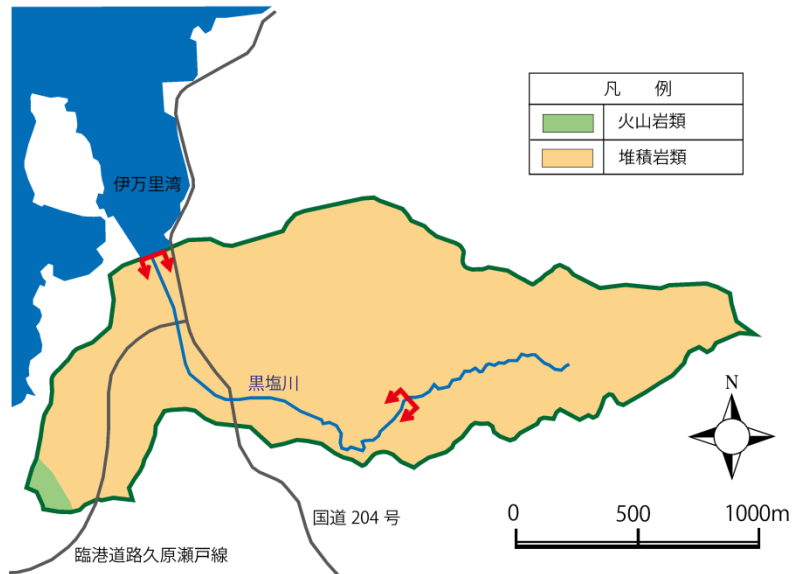 凡　例
火山岩類
堆積岩類
伊万里湾
黒塩川
N
国道 204 号
臨港道路久原瀬戸線
0 500 1000m